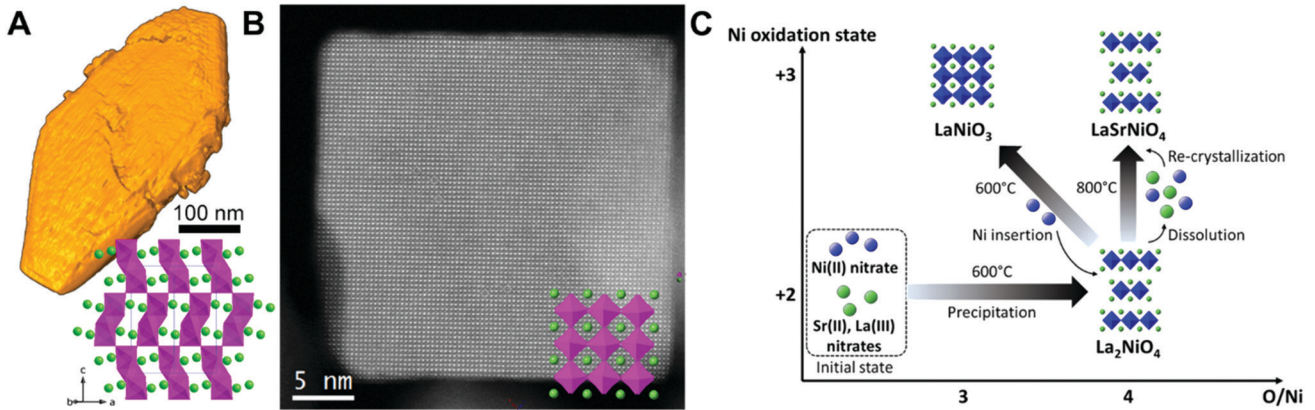 A
100 nm
c
b
a
B
5 nm
C
Ni oxidation state
+3
+2
LaNiO3
LaSrNiO4
Re-crystallization
600°C
800°C
Ni insertion
Dissolution
Ni(II) nitrate
Sr(II), La(III)
nitrates
Initial state
600°C
Precipitation
La2NiO4
3
4
O/Ni